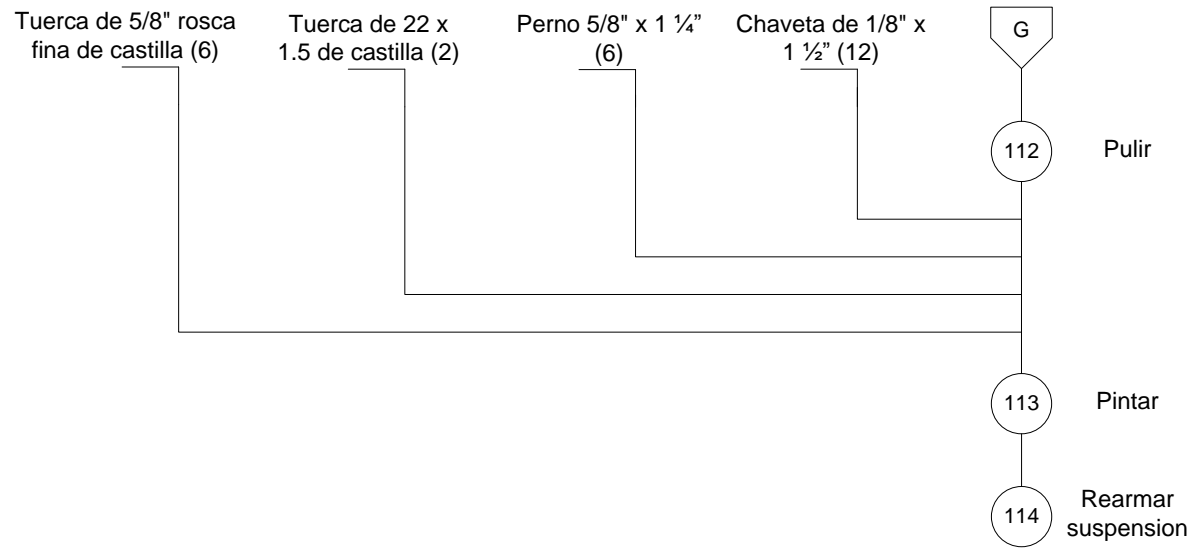 Tuerca de 5/8" rosca
fina de castilla (6)
Tuerca de 22 x
1.5 de castilla (2)
Perno 5/8" x 1 ¼”
(6)
Chaveta de 1/8" x
1 ½” (12)
G
112
Pulir
113
Pintar
114
Rearmar
suspension